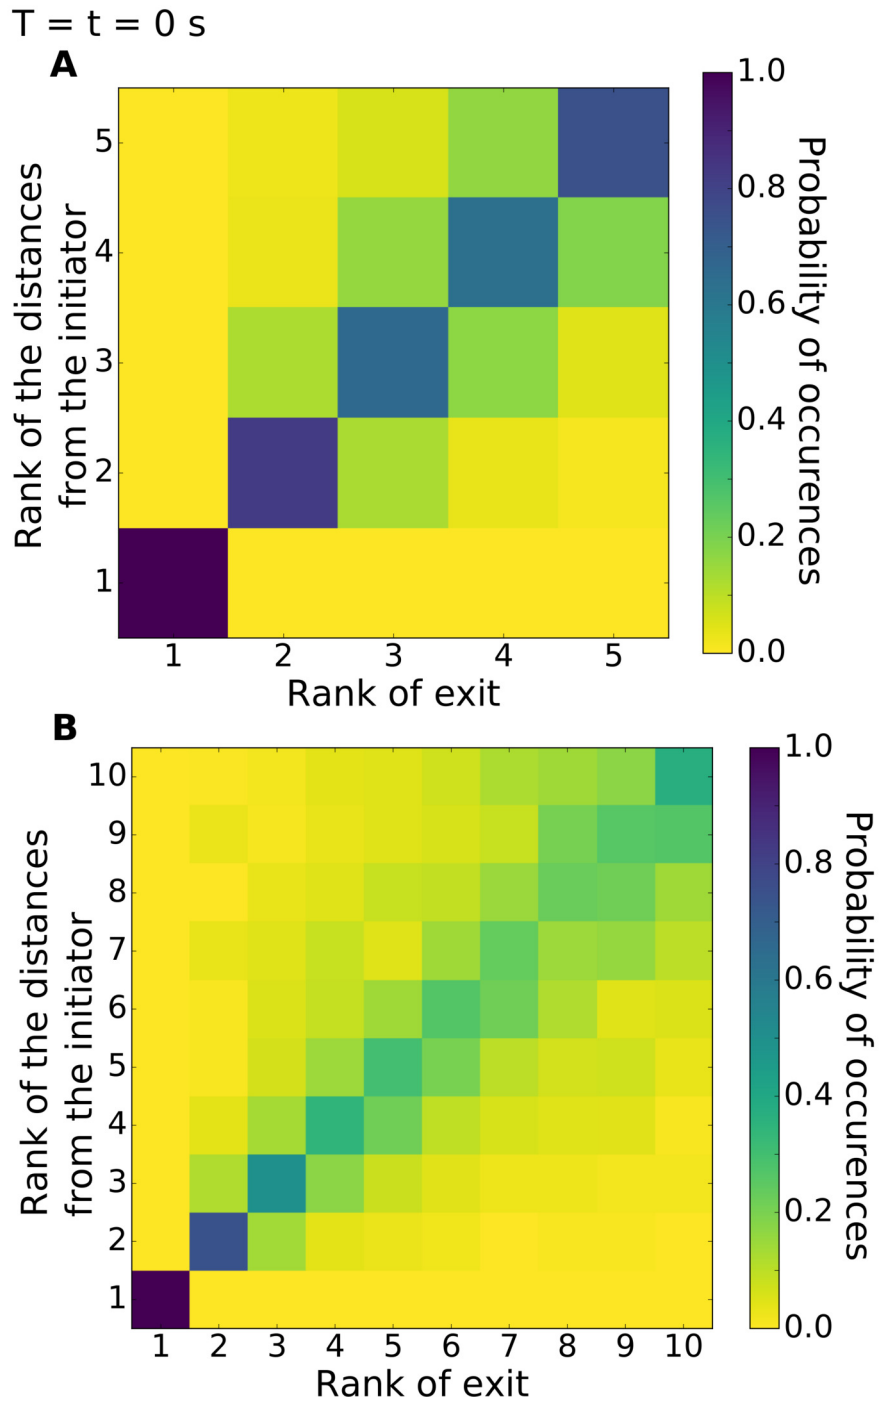 T = t = 0 s
A
Rank of the distances
from the initiator
5
4
3
2
1
1 2 3 4 5
Rank of exit
1.0
0.8
0.6
0.4
0.2
0.0
Probability of occurences
B
Rank of the distances
from the initiator
10
9
8
7
6
5
4
3
2
1
1 2 3 4 5 6 7 8 9 10
Rank of exit
1.0
0.8
0.6
0.4
0.2
0.0
Probability of occurences